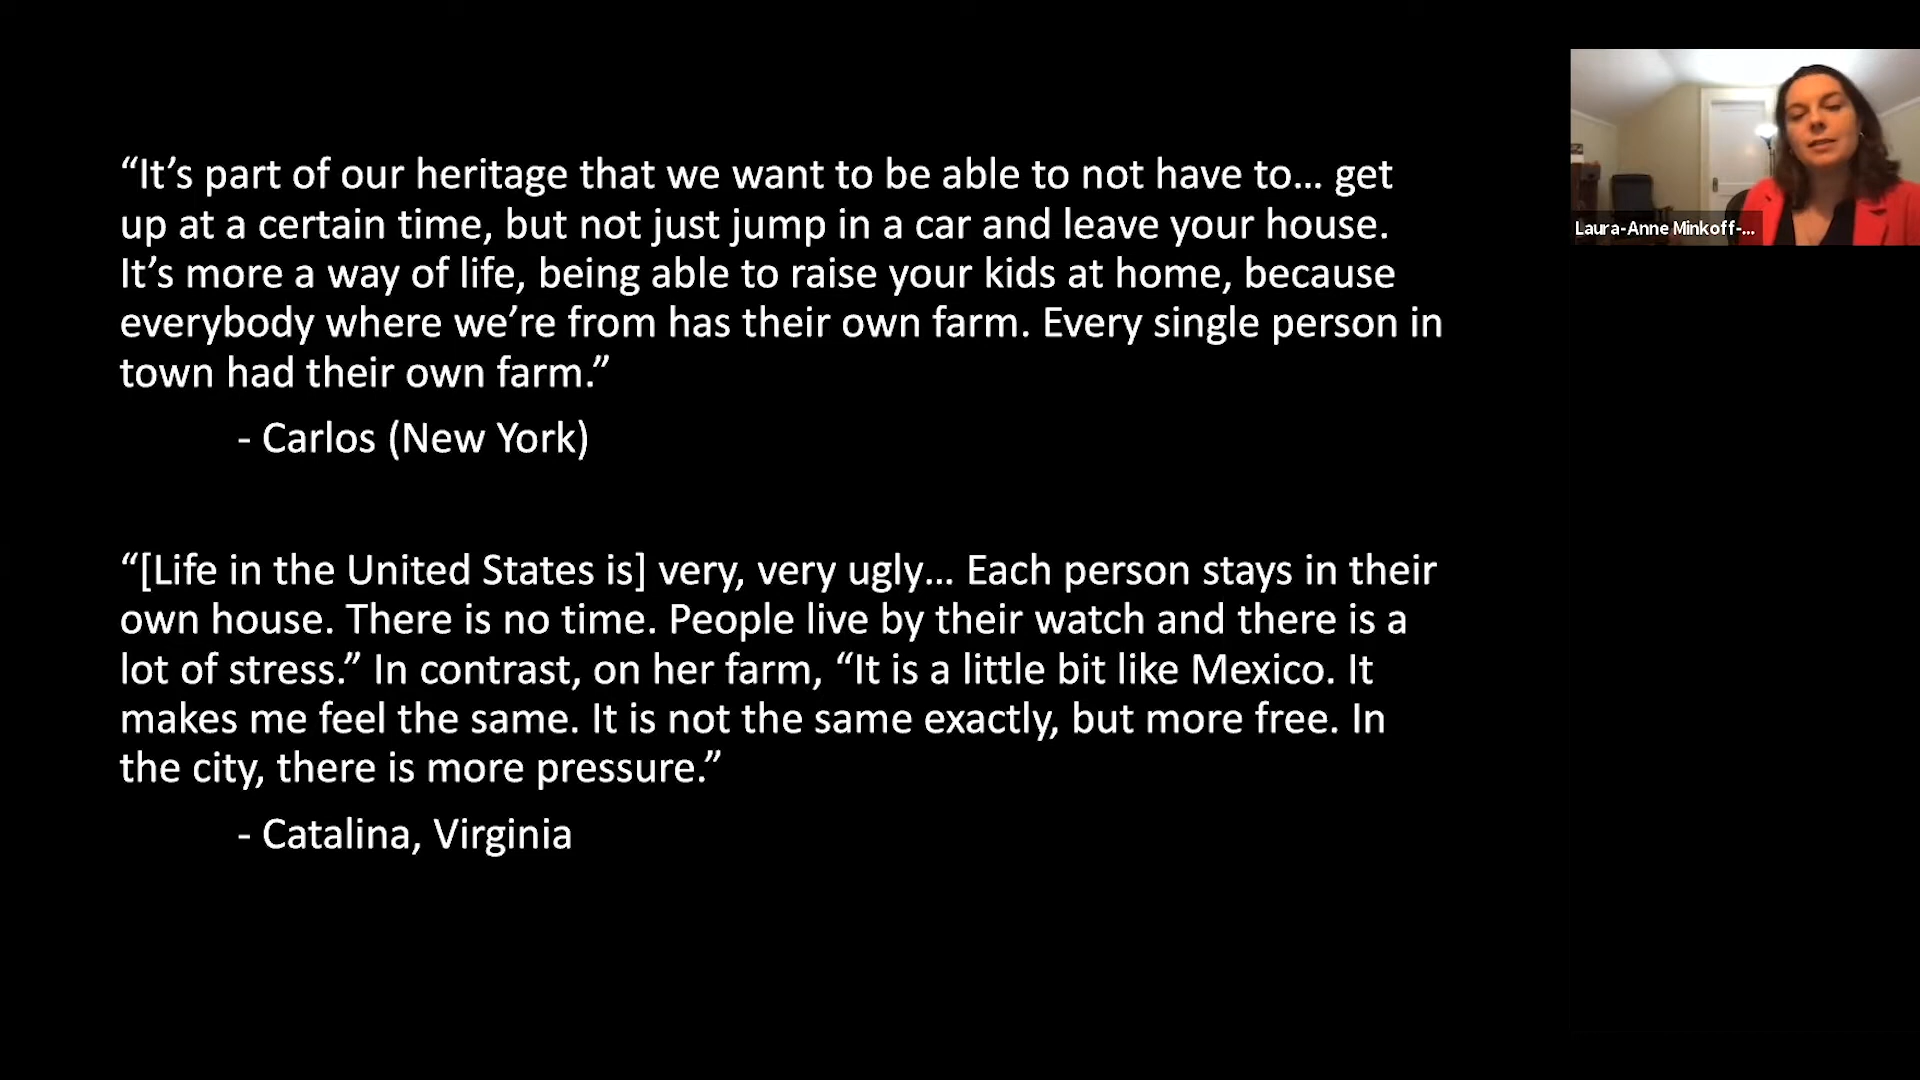 “It’s part of our heritage that we want to be able to not have to… get
up at a certain time, but not just jump in a car and leave your house.
It’s more a way of life, being able to raise your kids at home, because
everybody where we’re from has their own farm. Every single person in
town had their own farm.”
- Carlos (New York)
“[Life in the United States is] very, very ugly… Each person stays in their
own house. There is no time. People live by their watch and there is a
lot of stress.” In contrast, on her farm, “It is a little bit like Mexico. It
makes me feel the same. It is not the same exactly, but more free. In
the city, there is more pressure.”
- Catalina, Virginia
Laura-Anne Minkoff-...